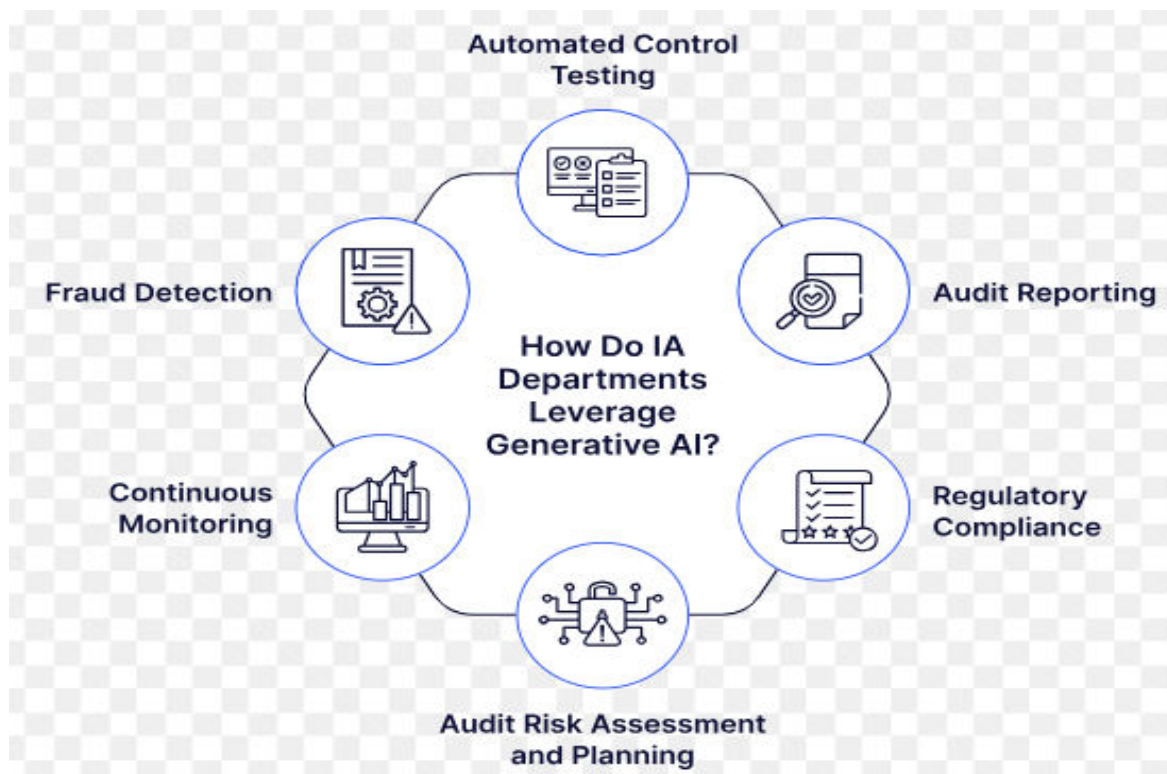 Automated Control
Testing
Fraud Detection
Audit Reporting
How Do IA
Departments
Leverage
Generative AI?
Continuous
Monitoring
Regulatory
Compliance
Audit Risk Assessment
and Planning